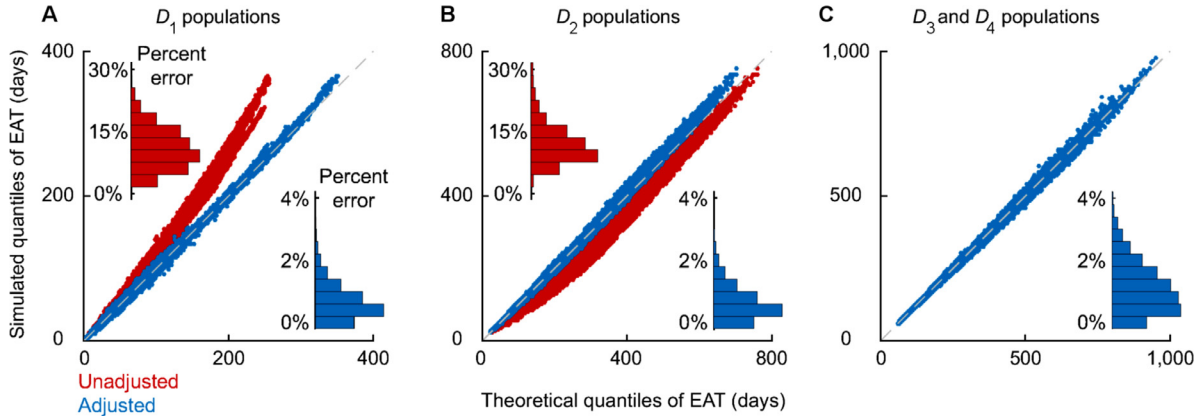 A
D1 populations
B
D2 populations
C
D3 and D4 populations
Simulated quantiles of EAT (days)
400
200
0
Percent
error
30%
15%
0%
Percent
error
4%
2%
0%
0
200
400
800
400
0
30%
15%
0%
4%
2%
0%
0
400
800
1,000
500
0
4%
2%
0%
0
500
1,000
Unadjusted
Adjusted
Theoretical quantiles of EAT (days)